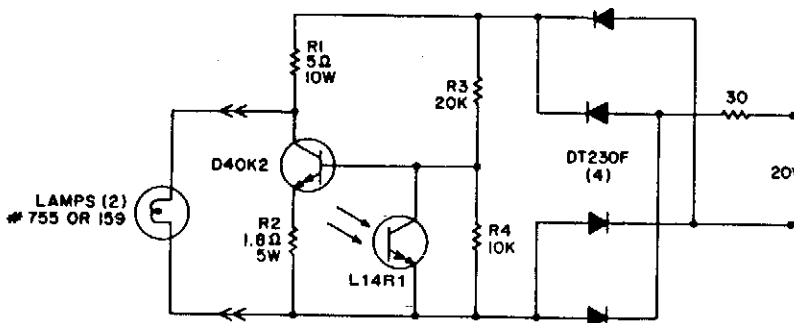 R1
5Ω
10W
R3
20K
30
D40K2
DT230F
(4)
LAMPS (2)
# 755 OR 159
R2
1.8Ω
5W
L14R1
R4
10K